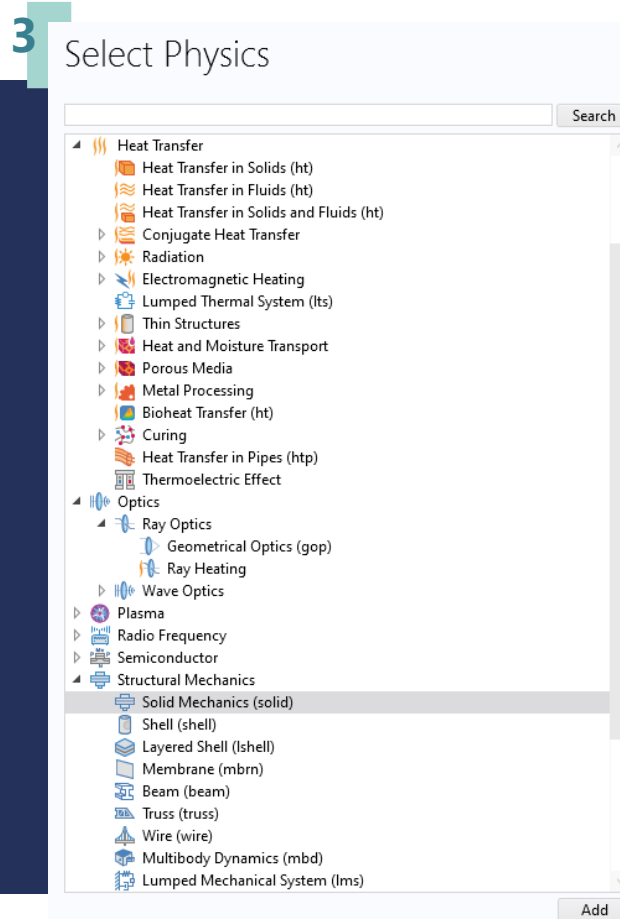 3
Select Physics
Search
Heat Transfer
Heat Transfer in Solids (ht)
Heat Transfer in Fluids (ht)
Heat Transfer in Solids and Fluids (ht)
Conjugate Heat Transfer
Radiation
Electromagnetic Heating
Lumped Thermal System (lts)
Thin Structures
Heat and Moisture Transport
Porous Media
Metal Processing
Bioheat Transfer (ht)
Curing
Heat Transfer in Pipes (htp)
Thermoelectric Effect
Optics
Ray Optics
Geometrical Optics (gop)
Ray Heating
Wave Optics
Plasma
Radio Frequency
Semiconductor
Structural Mechanics
Solid Mechanics (solid)
Shell (shell)
Layered Shell (lshell)
Membrane (mbrn)
Beam (beam)
Truss (truss)
Wire (wire)
Multibody Dynamics (mbd)
Lumped Mechanical System (lms)
Add